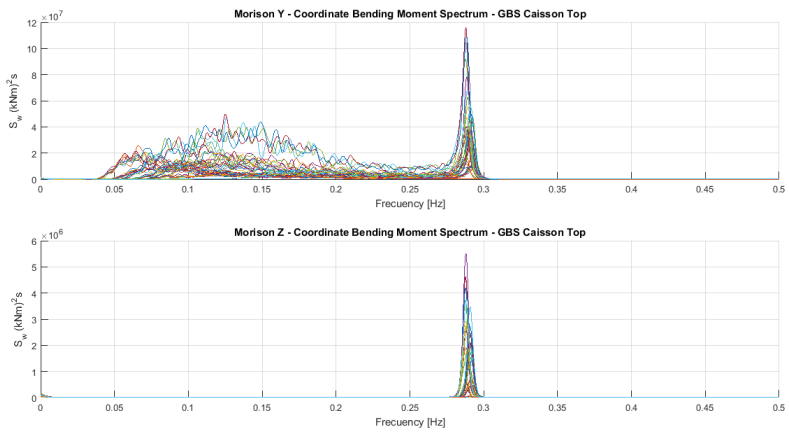 Morison Y - Coordinate Bending Moment Spectrum - GBS Caisson Top
×10⁷
12
10
8
6
4
2
0
S_w (kNm)²s
0 0.05 0.1 0.15 0.2 0.25 0.3 0.35 0.4 0.45 0.5
Frecuency [Hz]
Morison Z - Coordinate Bending Moment Spectrum - GBS Caisson Top
×10⁶
6
5
4
3
2
1
0
S_w (kNm)²s
0 0.05 0.1 0.15 0.2 0.25 0.3 0.35 0.4 0.45 0.5
Frecuency [Hz]